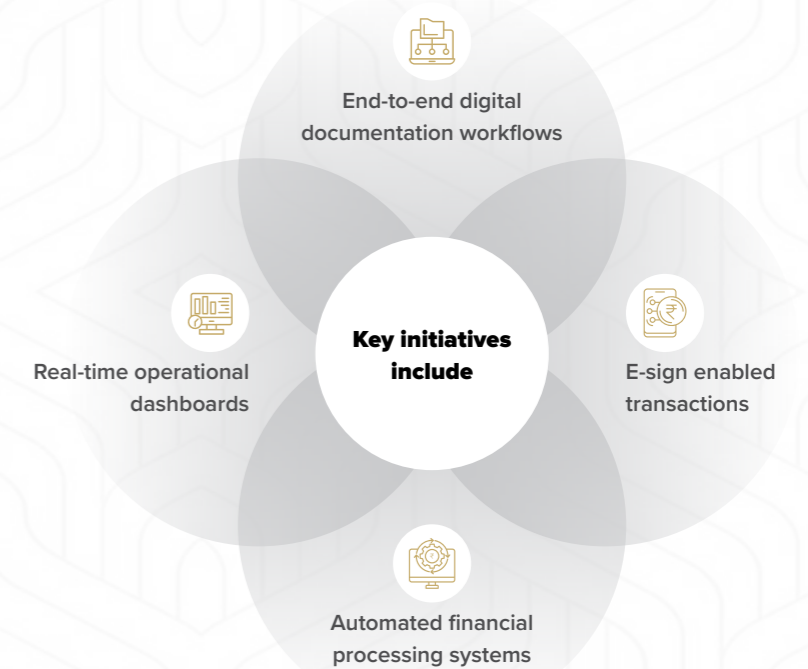 End-to-end digital
documentation workflows
Key initiatives
include
Real-time operational
dashboards
₹
E-sign enabled
transactions
Automated financial
processing systems